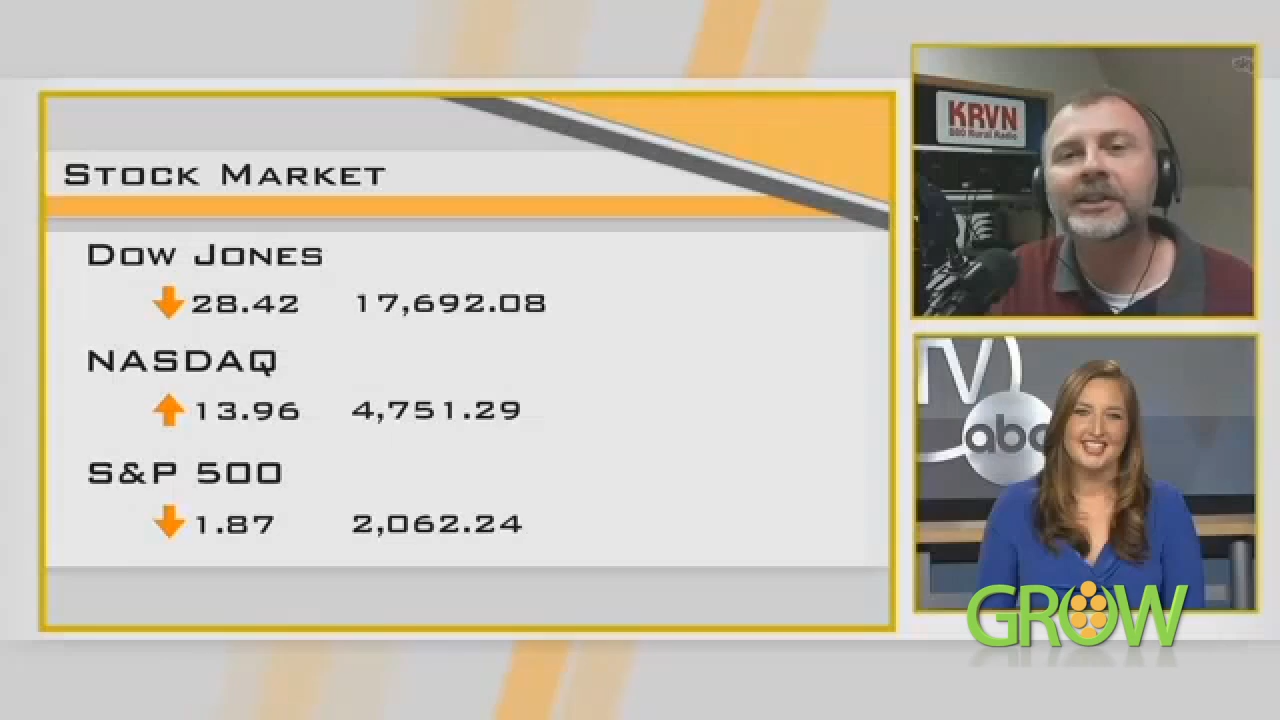 STOCK MARKET
DOW JONES
28.42 17,692.08
NASDAQ
13.96 4,751.29
S&P 500
1.87 2,062.24
KRVN
880 Rural Radio
TV
abc
GROW